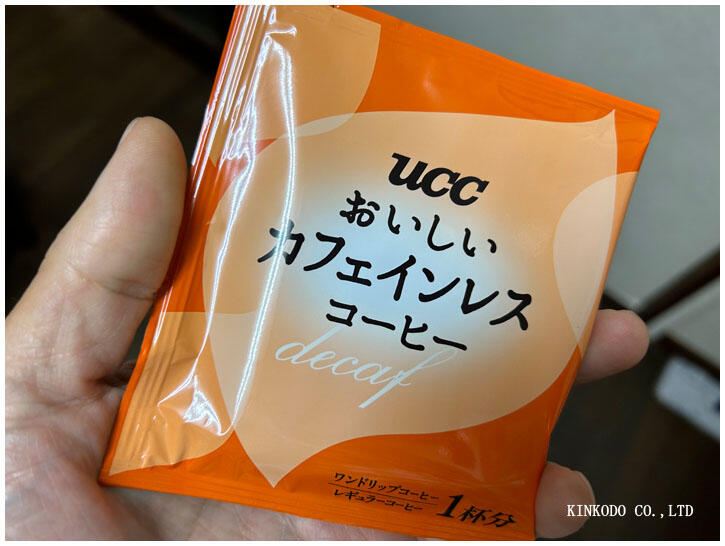 ucc
おいしい
カフェインレス
コーヒー
decaf
ワンドリップコーヒー
レギュラーコーヒー
1杯分
KINKODO CO.,LTD